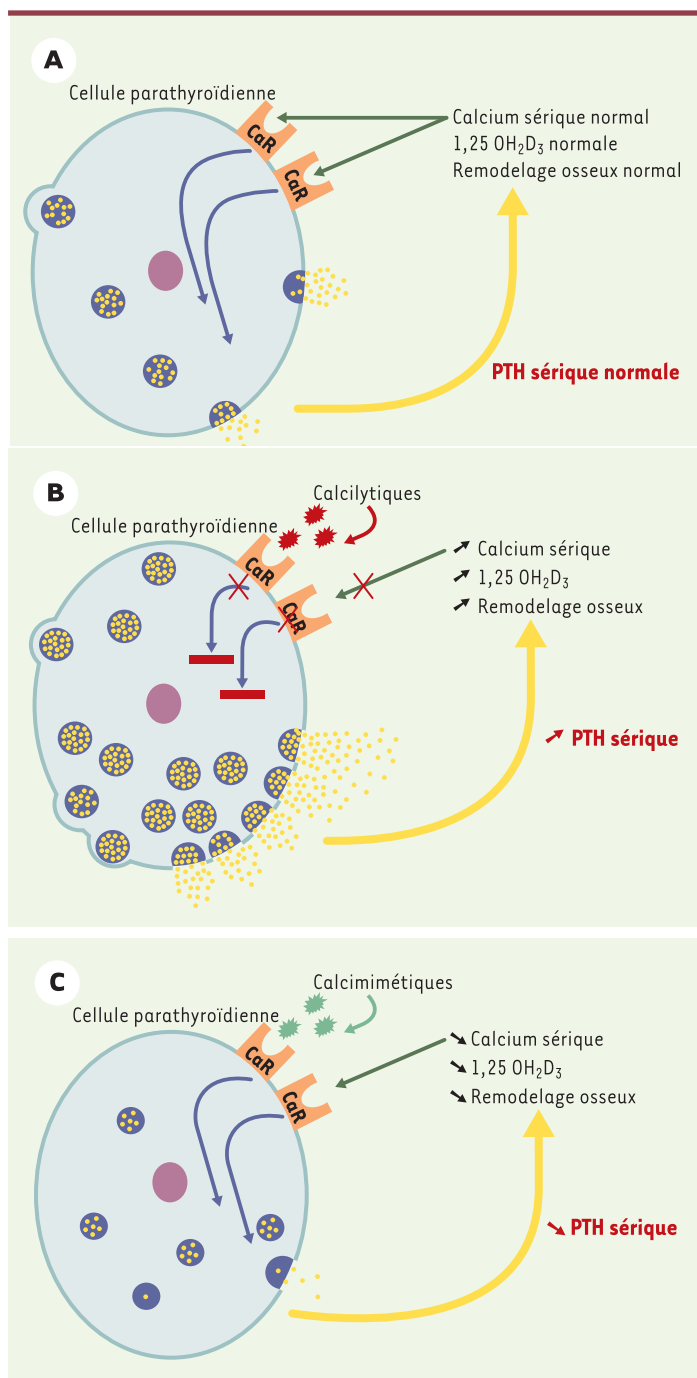 A
Cellule parathyroïdienne
CaR
CaR
Calcium sérique normal
1,25 OH₂D₃ normale
Remodelage osseux normal
PTH sérique normale
B
Calcilytiques
Cellule parathyroïdienne
CaR
CaR
Calcium sérique
1,25 OH₂D₃
Remodelage osseux
PTH sérique
C
Calcimimétiques
Cellule parathyroïdienne
CaR
CaR
Calcium sérique
1,25 OH₂D₃
Remodelage osseux
PTH sérique